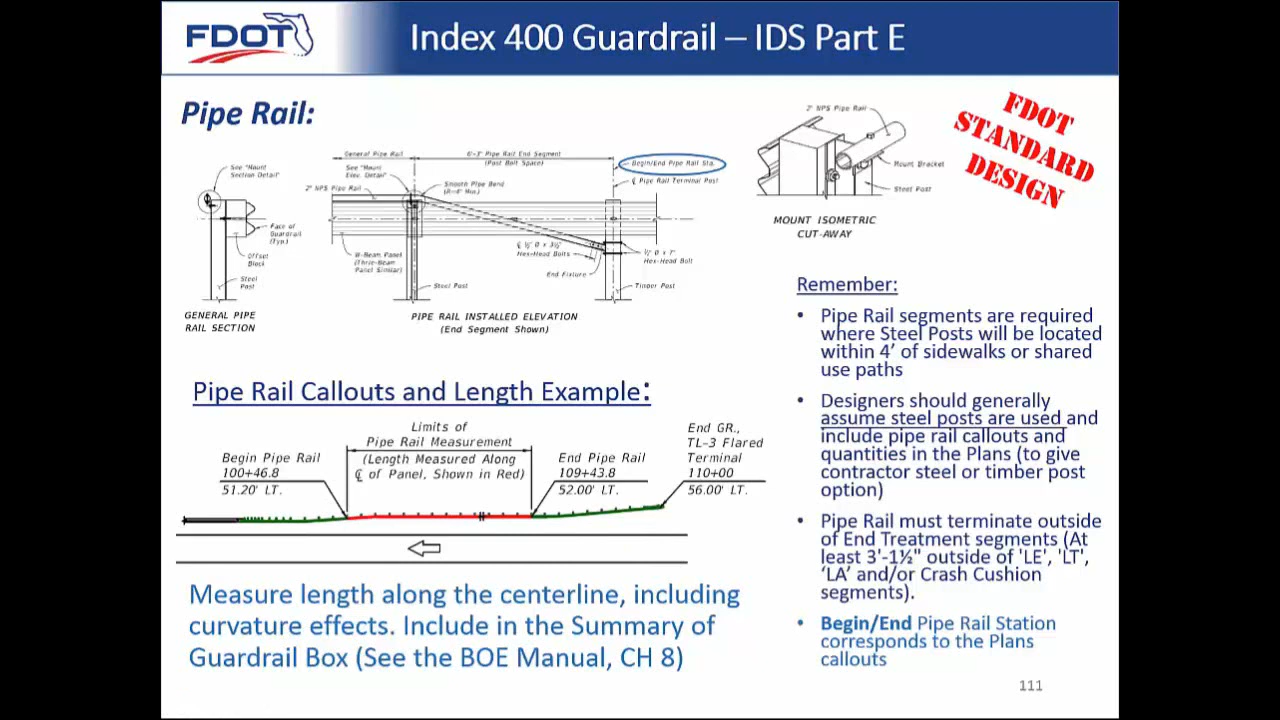 FDOT
Index 400 Guardrail – IDS Part E
Pipe Rail:
See "Mount
Section Detail"
Face of
Guardrail
(Typ.)
Offset
Block
Steel
Post
GENERAL PIPE
RAIL SECTION
General Pipe Rail
6'-3" Pipe Rail End Segment
(Post Bolt Space)
See "Mount
Elev. Detail"
2" NPS Pipe Rail
Smooth Pipe Bend
Begin/End Pipe Rail Sta.
℄ Pipe Rail Terminal Post
W-Beam Panel
(Thrie-Beam
Panel Similar)
Hex-Head Bolts
Hex-Head Bolt
End Fixture
Steel Post
Timber Post
PIPE RAIL INSTALLED ELEVATION
(End Segment Shown)
2" NPS Pipe Rail
Mount Bracket
Steel Post
MOUNT ISOMETRIC
CUT-AWAY
FDOT
STANDARD
DESIGN
Pipe Rail Callouts and Length Example:
Limits of
Pipe Rail Measurement
(Length Measured Along
℄ of Panel, Shown in Red)
Begin Pipe Rail
100+46.8
51.20' LT.
End Pipe Rail
109+43.8
52.00' LT.
End GR.,
TL-3 Flared
Terminal
110+00
56.00' LT.
Measure length along the centerline, including
curvature effects. Include in the Summary of
Guardrail Box (See the BOE Manual, CH 8)
Remember:
• Pipe Rail segments are required
where Steel Posts will be located
within 4' of sidewalks or shared
use paths
• Designers should generally
assume steel posts are used and
include pipe rail callouts and
quantities in the Plans (to give
contractor steel or timber post
option)
• Pipe Rail must terminate outside
of End Treatment segments (At
least 3'-1½" outside of 'LE', 'LT',
‘LA’ and/or Crash Cushion
segments).
• Begin/End Pipe Rail Station
corresponds to the Plans
callouts
111